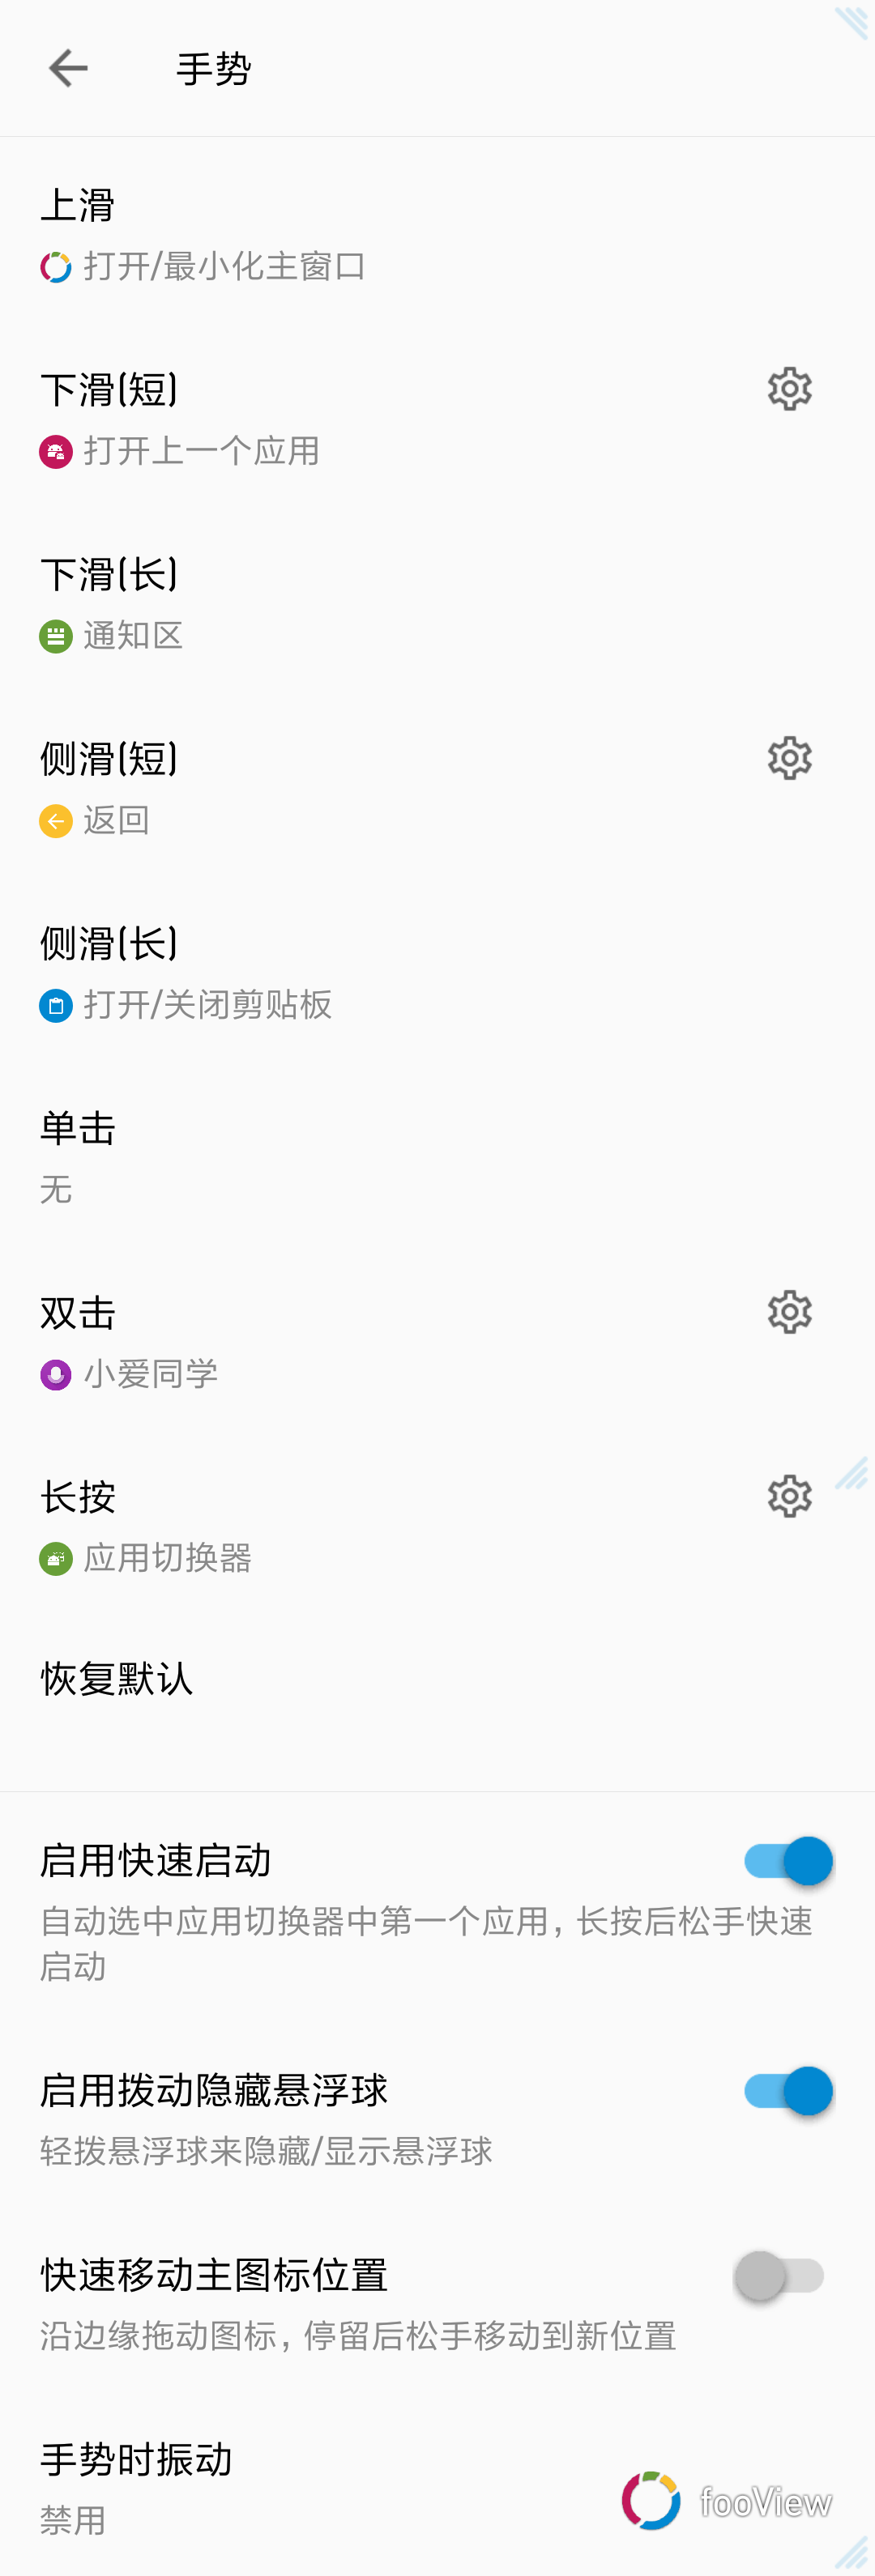 手势
上滑
打开/最小化主窗口
下滑(短)
打开上一个应用
下滑(长)
通知区
侧滑(短)
返回
侧滑(长)
打开/关闭剪贴板
单击
无
双击
小爱同学
长按
应用切换器
恢复默认
启用快速启动
自动选中应用切换器中第一个应用, 长按后松手快速
启动
启用拨动隐藏悬浮球
轻拨悬浮球来隐藏/显示悬浮球
快速移动主图标位置
沿边缘拖动图标, 停留后松手移动到新位置
手势时振动
禁用
fooView